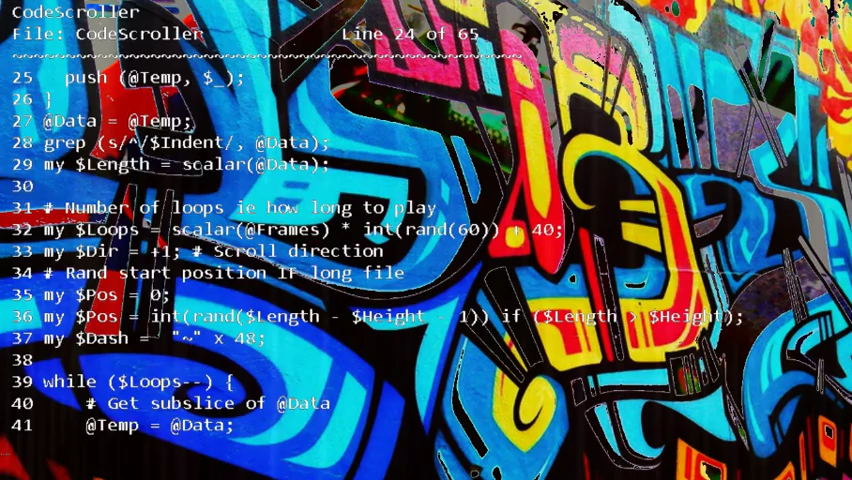 CodeScroller
File: CodeScroller Line 24 of 65
~~~~~~~~~~~~~~~~~~~~~~~~~~~~~~~~~~~~~~~~~~~~~~~~
25 push (@Temp, $_);
26 }
27 @Data = @Temp;
28 grep (s/^/$Indent/, @Data);
29 my $Length = scalar(@Data);
30
31 # Number of loops ie how long to play
32 my $Loops = scalar(@Frames) * int(rand(60)) + 40;
33 my $Dir = +1; # Scroll direction
34 # Rand start position IF long file
35 my $Pos = 0;
36 my $Pos = int(rand($Length - $Height - 1)) if ($Length > $Height);
37 my $Dash = "~" x 48;
38
39 while ($Loops--) {
40 # Get subslice of @Data
41 @Temp = @Data;